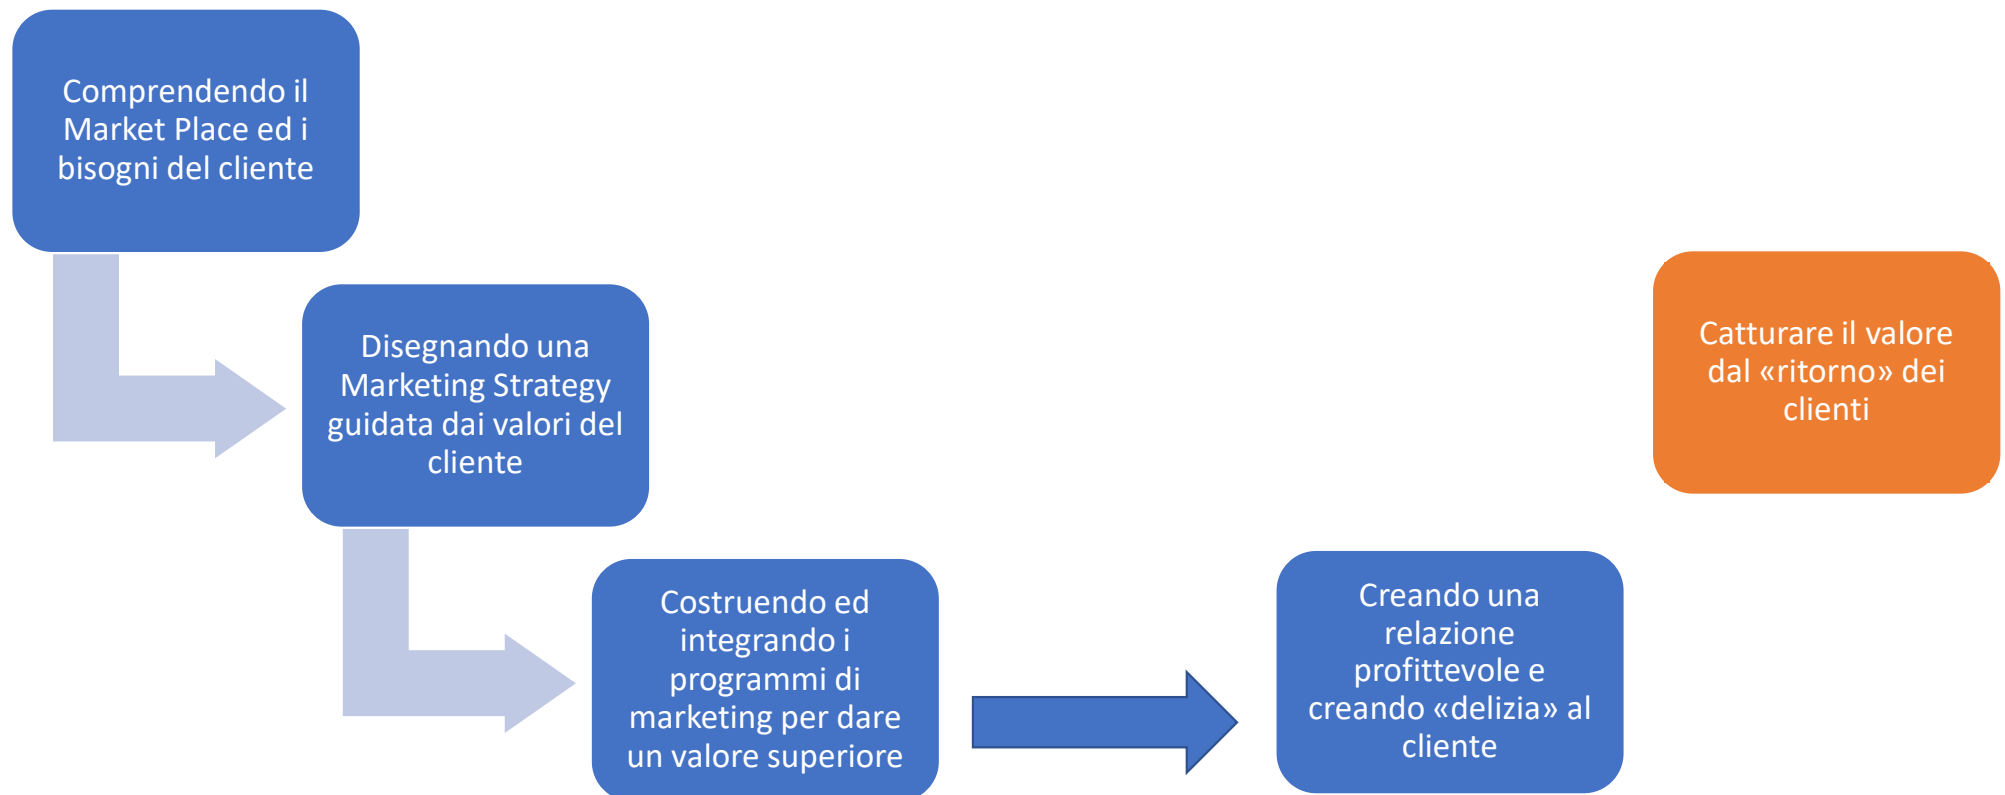 Comprendendo il
Market Place ed i
bisogni del cliente
Disegnando una
Marketing Strategy
guidata dai valori del
cliente
Costruendo ed
integrando i
programmi di
marketing per dare
un valore superiore
Creando una
relazione
profittevole e
creando «delizia» al
cliente
Catturare il valore
dal «ritorno» dei
clienti